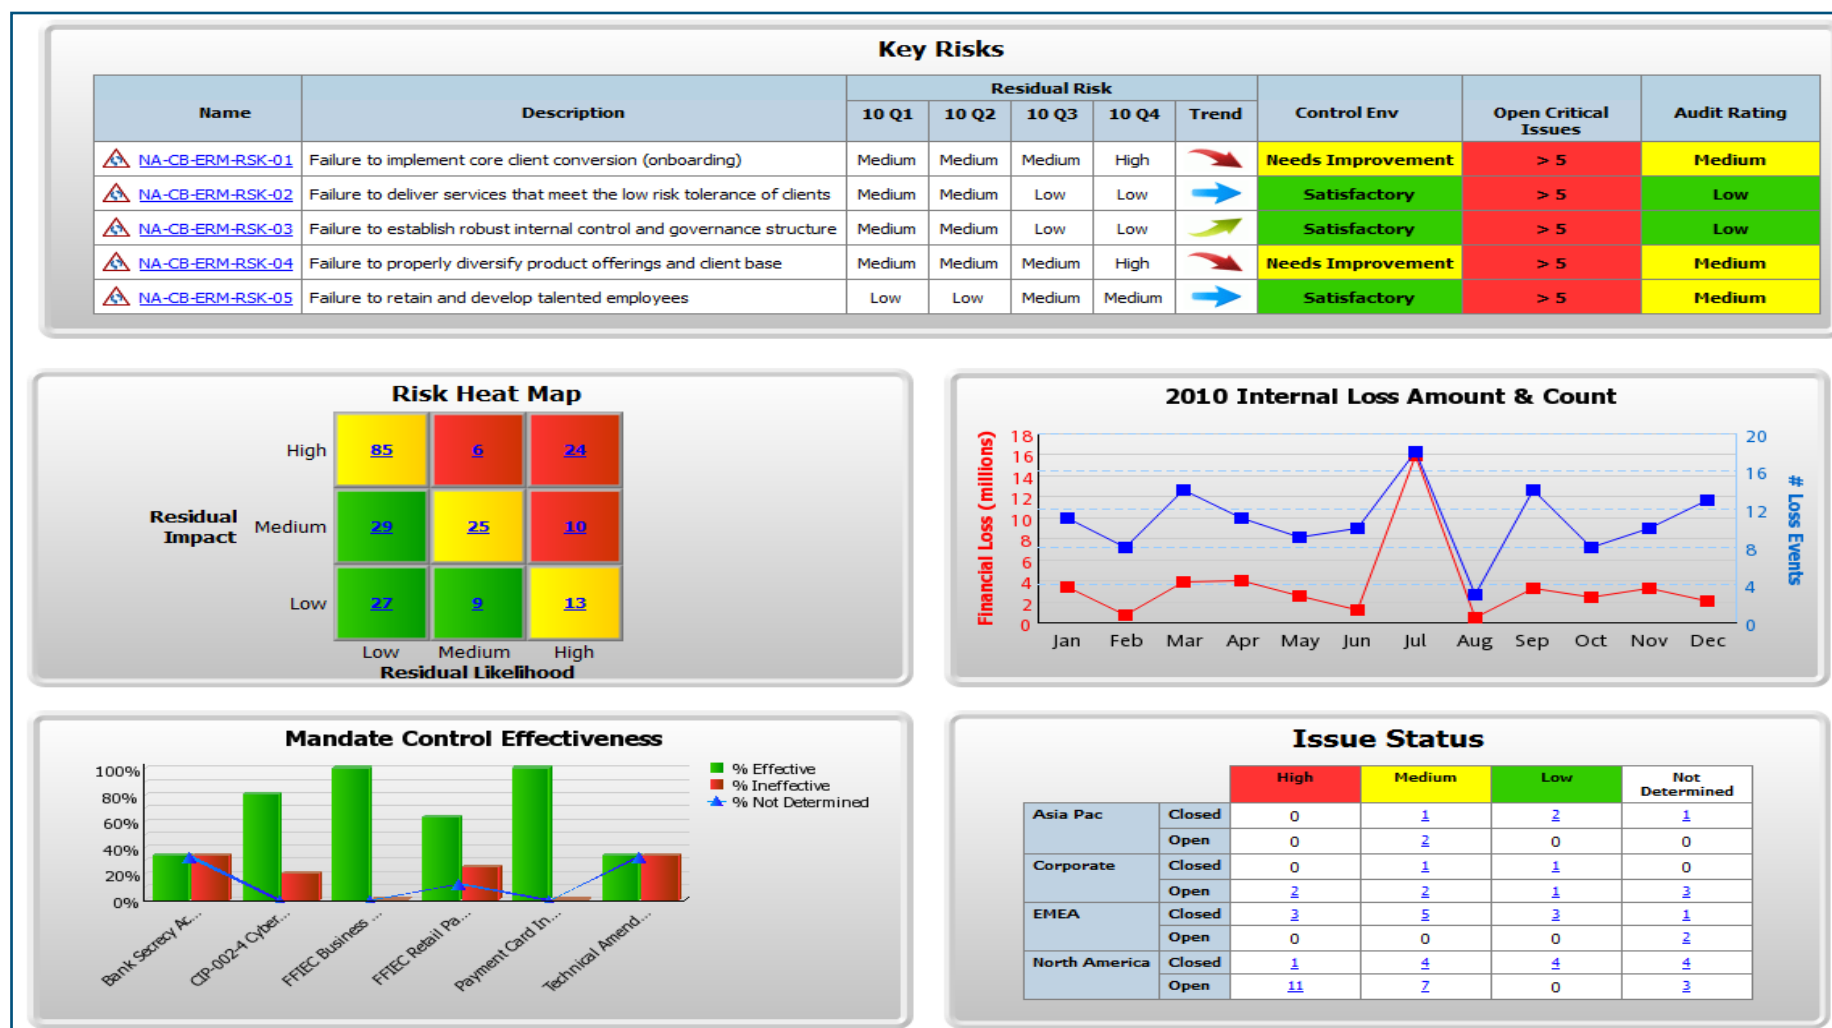 Key Risks
Name Description Residual Risk Control Env Open Critical Issues Audit Rating
10 Q1 10 Q2 10 Q3 10 Q4 Trend
NA-CB-ERM-RSK-01 Failure to implement core client conversion (onboarding) Medium Medium Medium High Needs Improvement > 5 Medium
NA-CB-ERM-RSK-02 Failure to deliver services that meet the low risk tolerance of clients Medium Medium Low Low Satisfactory > 5 Low
NA-CB-ERM-RSK-03 Failure to establish robust internal control and governance structure Medium Medium Low Low Satisfactory > 5 Low
NA-CB-ERM-RSK-04 Failure to properly diversify product offerings and client base Medium Medium Medium High Needs Improvement > 5 Medium
NA-CB-ERM-RSK-05 Failure to retain and develop talented employees Low Low Medium Medium Satisfactory > 5 Medium
Risk Heat Map
Residual Impact
High 85 6 24
Medium 29 25 10
Low 27 9 13
Low Medium High
Residual Likelihood
2010 Internal Loss Amount & Count
Financial Loss (millions)
18
16
14
12
10
8
6
4
2
0
20
16
12
8
4
0
# Loss Events
Jan Feb Mar Apr May Jun Jul Aug Sep Oct Nov Dec
Mandate Control Effectiveness
100%
80%
60%
40%
20%
0%
% Effective
% Ineffective
% Not Determined
Bank Secrecy Ac...
CIP-002-4 Cyber...
FFIEC Business ...
FFIEC Retail Pa...
Payment Card In...
Technical Amend...
Issue Status
High Medium Low Not Determined
Asia Pac Closed 0 1 2 1
Open 0 2 0 0
Corporate Closed 0 1 1 0
Open 2 2 1 3
EMEA Closed 3 5 3 1
Open 0 0 0 2
North America Closed 1 4 4 4
Open 11 7 0 3